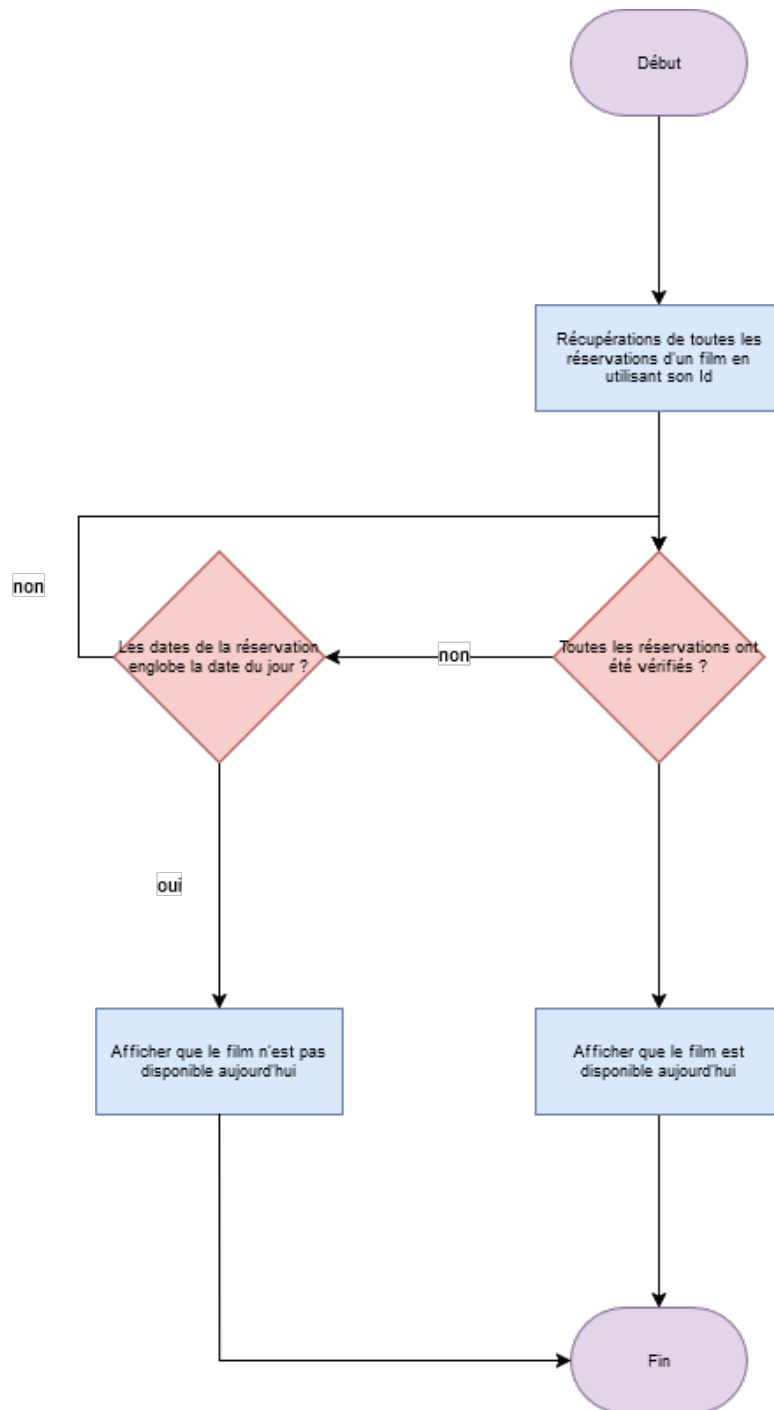 Début
Récupérations de toutes les
réservations d'un film en
utilisant son Id
non
Les dates de la réservation
englobe la date du jour ?
non
Toutes les réservations ont
été vérifiés ?
oui
Afficher que le film n'est pas
disponible aujourd'hui
Afficher que le film est
disponible aujourd'hui
Fin